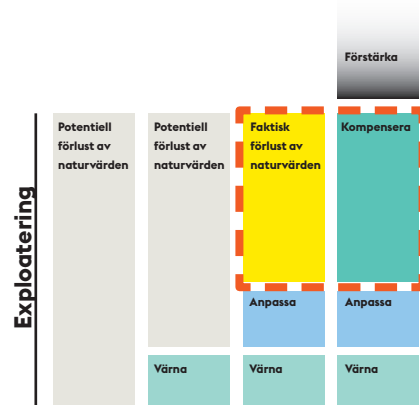 Förstärka
Potentiell
förlust av
naturvärden
Potentiell
förlust av
naturvärden
Faktisk
förlust av
naturvärden
Kompensera
Exploatering
Anpassa
Anpassa
Värna
Värna
Värna